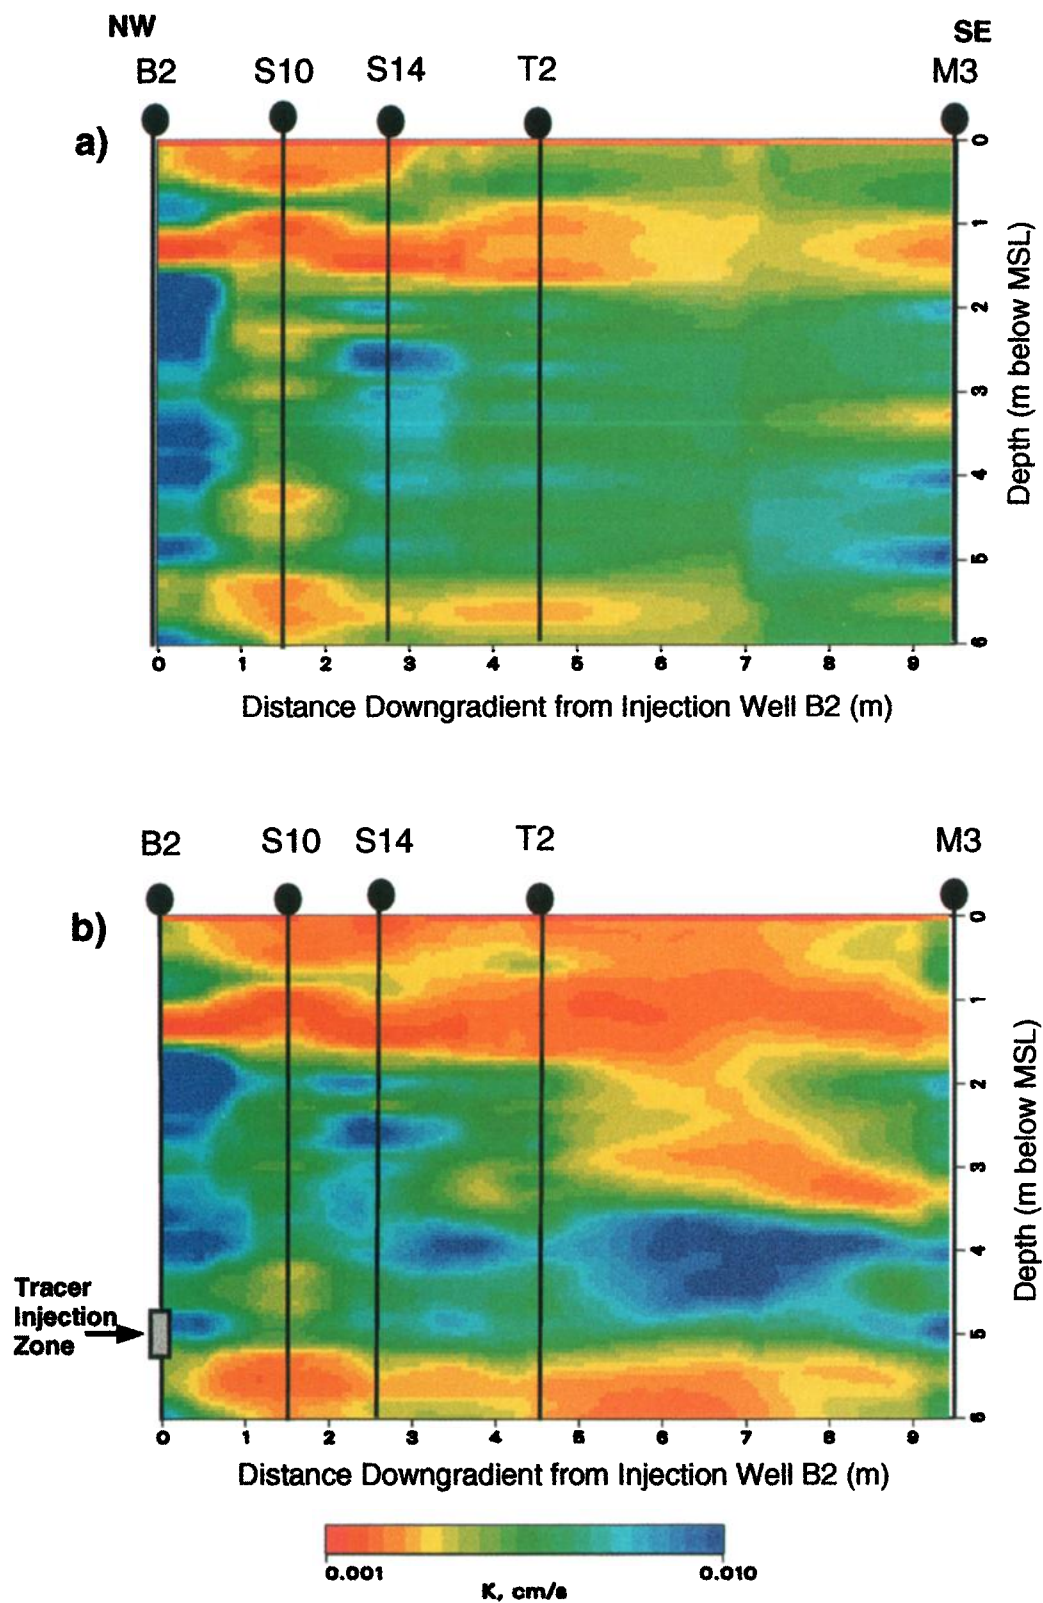 NW SE
B2 S10 S14 T2 M3
a)
0
1
2
3
4
5
6
Depth (m below MSL)
0 1 2 3 4 5 6 7 8 9
Distance Downgradient from Injection Well B2 (m)
B2 S10 S14 T2 M3
b)
0
1
2
3
4
5
6
Depth (m below MSL)
Tracer
Injection
Zone
0 1 2 3 4 5 6 7 8 9
Distance Downgradient from Injection Well B2 (m)
0.001 0.010
K, cm/s